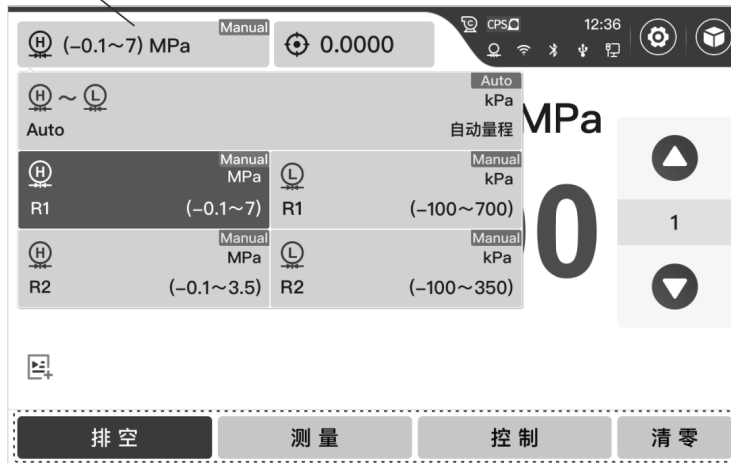 H (-0.1~7) MPa Manual
0.0000
CPS 12:36
H ~ L Auto
kPa
Auto 自动量程
MPa
H Manual
MPa
R1 (-0.1~7)
L Manual
kPa
R1 (-100~700)
H Manual
MPa
R2 (-0.1~3.5)
L Manual
kPa
R2 (-100~350)
0
1
排空 测量 控制 清零